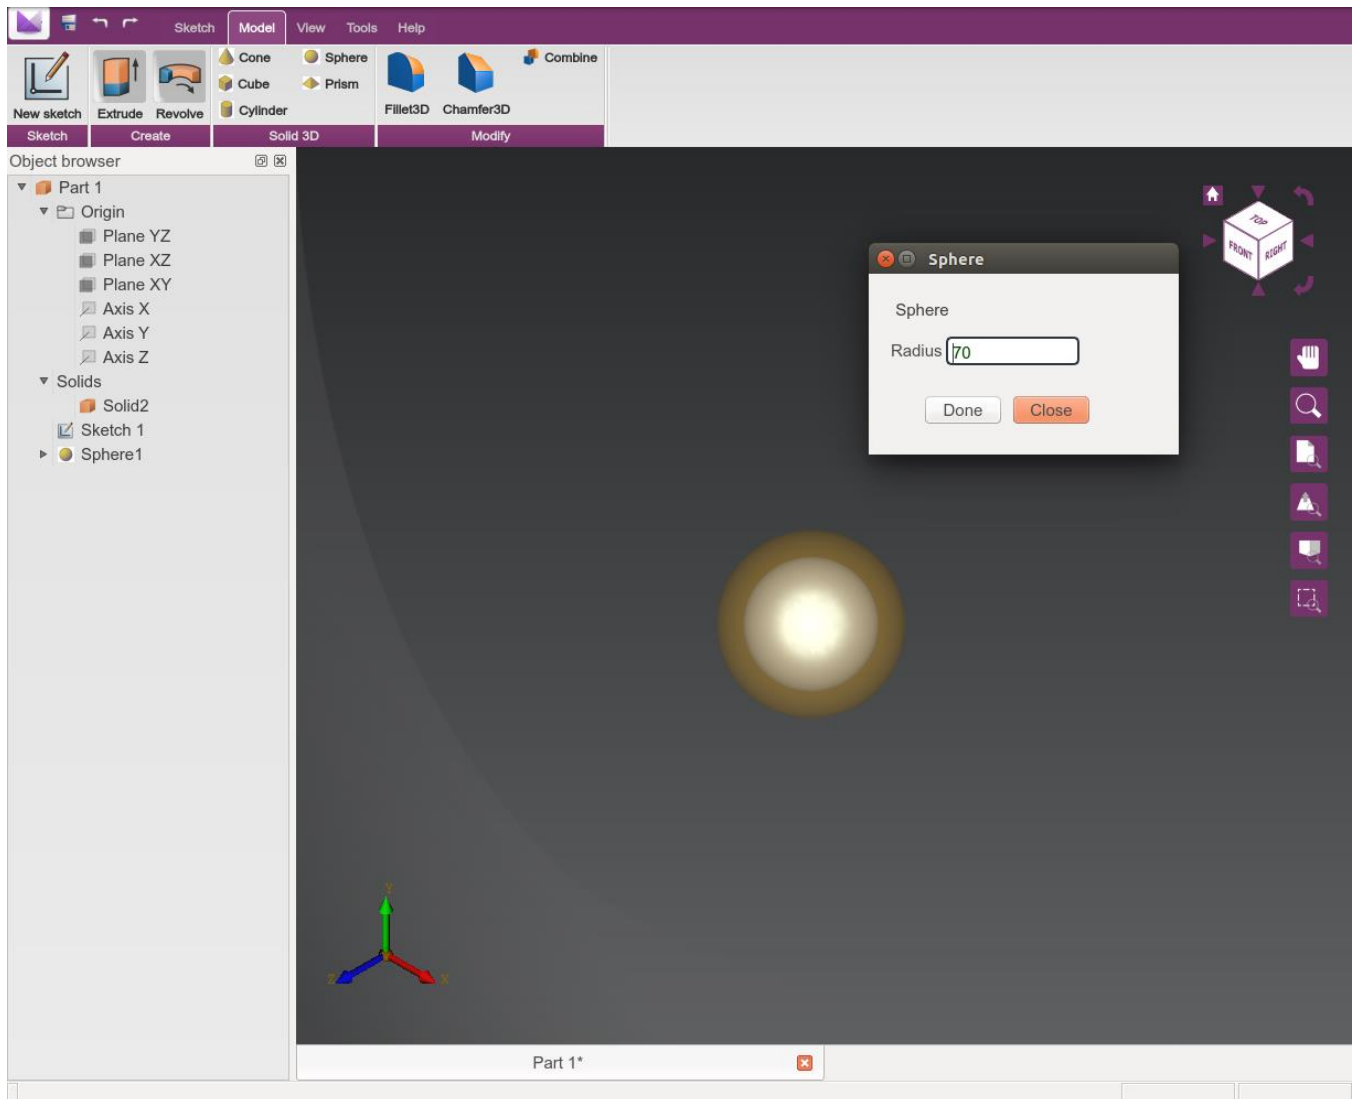 Sketch Model View Tools Help
New sketch
Extrude
Revolve
Cone
Cube
Cylinder
Sphere
Prism
Fillet3D
Chamfer3D
Combine
Sketch
Create
Solid 3D
Modify
Object browser
Part 1
Origin
Plane YZ
Plane XZ
Plane XY
Axis X
Axis Y
Axis Z
Solids
Solid2
Sketch 1
Sphere1
TOP
FRONT
RIGHT
Sphere
Sphere
Radius 70
Done Close
Y
Z
X
Part 1*